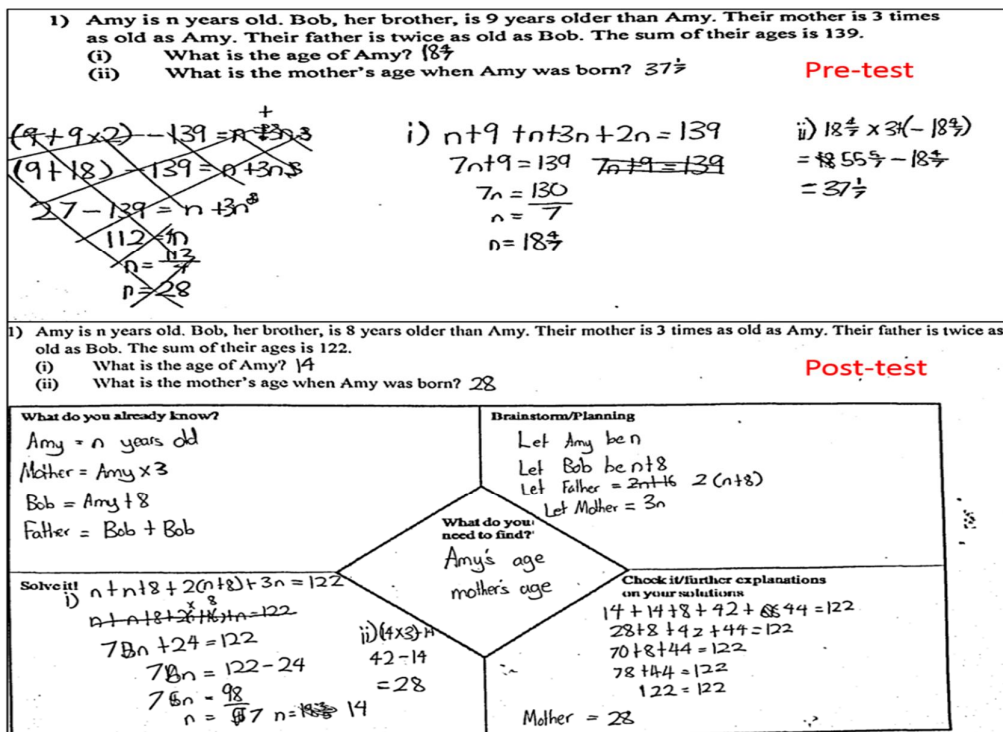 1) Amy is n years old. Bob, her brother, is 9 years older than Amy. Their mother is 3 times
as old as Amy. Their father is twice as old as Bob. The sum of their ages is 139.
(i) What is the age of Amy? 18 4/7
(ii) What is the mother's age when Amy was born? 37 1/7
Pre-test
(9+9×2) - 139 = n
(9+18) - 139 = n+3n
27 - 139 = n+3n
112 = 4n
n =
n = 28
i) n+9 +n+3n+2n = 139
7n+9 = 139 7n+9=139
7n = 130
n = 7
n = 18 4/7
ii) 18 4/7 × 3+(- 18 4/7)
= 55 5/7 - 18 4/7
= 37 1/7
1) Amy is n years old. Bob, her brother, is 8 years older than Amy. Their mother is 3 times as old as Amy. Their father is twice as
old as Bob. The sum of their ages is 122.
(i) What is the age of Amy? 14
(ii) What is the mother's age when Amy was born? 28
Post-test
What do you already know?
Amy = n years old
Mother = Amy × 3
Bob = Amy + 8
Father = Bob + Bob
Brainstorm/Planning
Let Amy be n
Let Bob be n+8
Let Father = 2n+16 2(n+8)
Let Mother = 3n
What do you
need to find?
Amy's age
mother's age
Solve it!
i) n+n+8+2(n+8)+3n = 122
7n + 24 = 122
7n = 122 - 24
7n = 98
n = 7 n = 14
ii) (14×3)-14
42-14
= 28
Check it/further explanations
on your solutions
14+14+8+42+44 = 122
28+8+42+44 = 122
70+8+44 = 122
78+44 = 122
122 = 122
Mother = 28